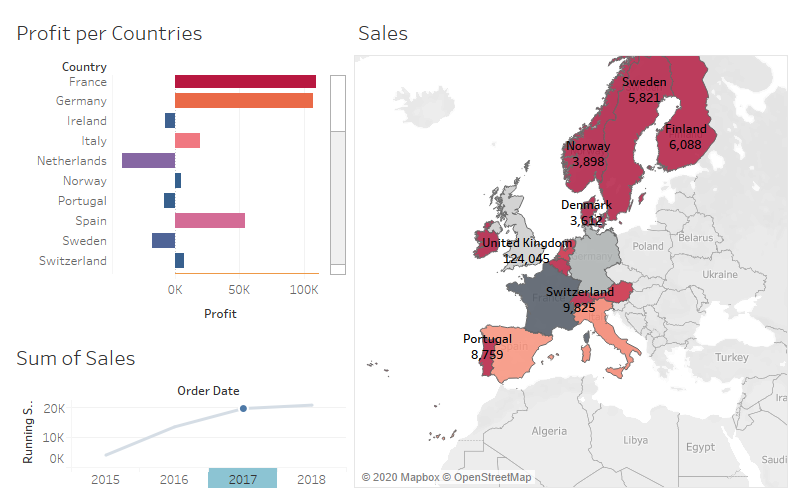 Profit per Countries
Country
France
Germany
Ireland
Italy
Netherlands
Norway
Portugal
Spain
Sweden
Switzerland
0K 50K 100K
Profit
Sum of Sales
Order Date
Running S..
20K
10K
0K
2015 2016 2017 2018
Sales
Sweden
5,821
Finland
6,088
Norway
3,898
Denmark
3,612
United Kingdom
124,045
Poland
Belarus
Ukraine
Germany
Switzerland
9,825
Portugal
8,759
Turkey
Algeria
Libya
Egypt
Saudi
© 2020 Mapbox © OpenStreetMap